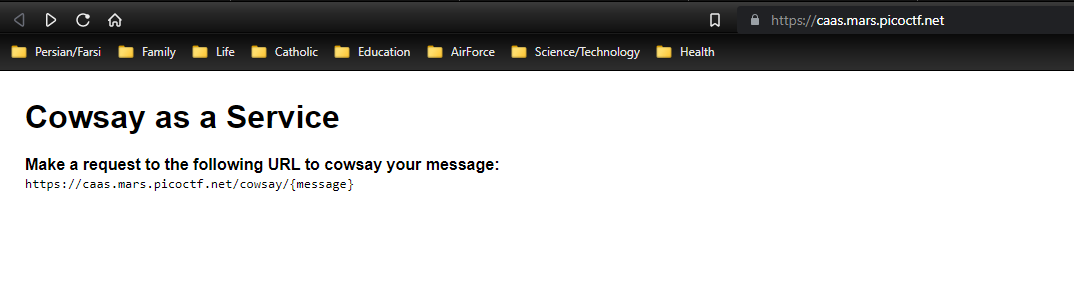 https://caas.mars.picoctf.net
Persian/Farsi Family Life Catholic Education AirForce Science/Technology Health
Cowsay as a Service
Make a request to the following URL to cowsay your message:
https://caas.mars.picoctf.net/cowsay/{message}